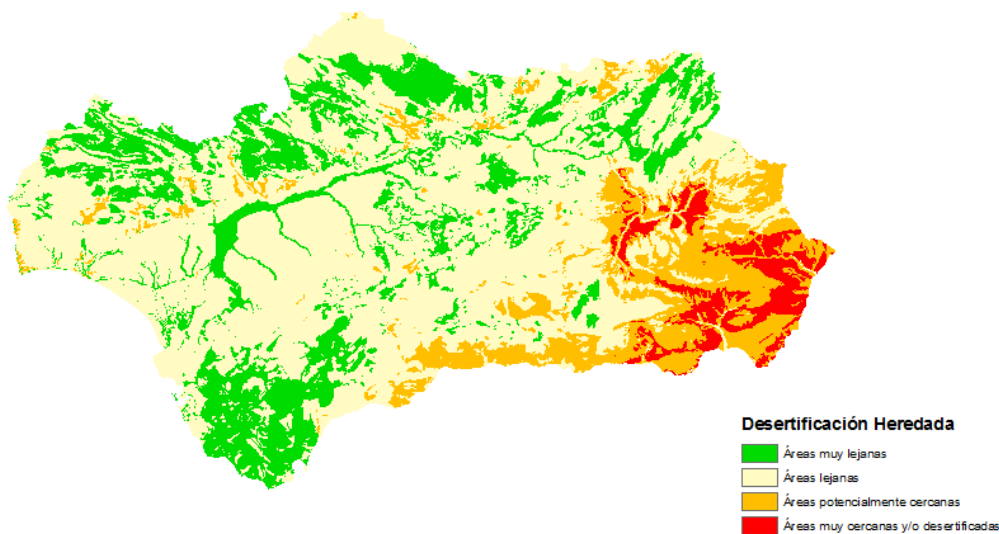 Desertificación Heredada
Áreas muy lejanas
Áreas lejanas
Áreas potencialmente cercanas
Áreas muy cercanas y/o desertificadas